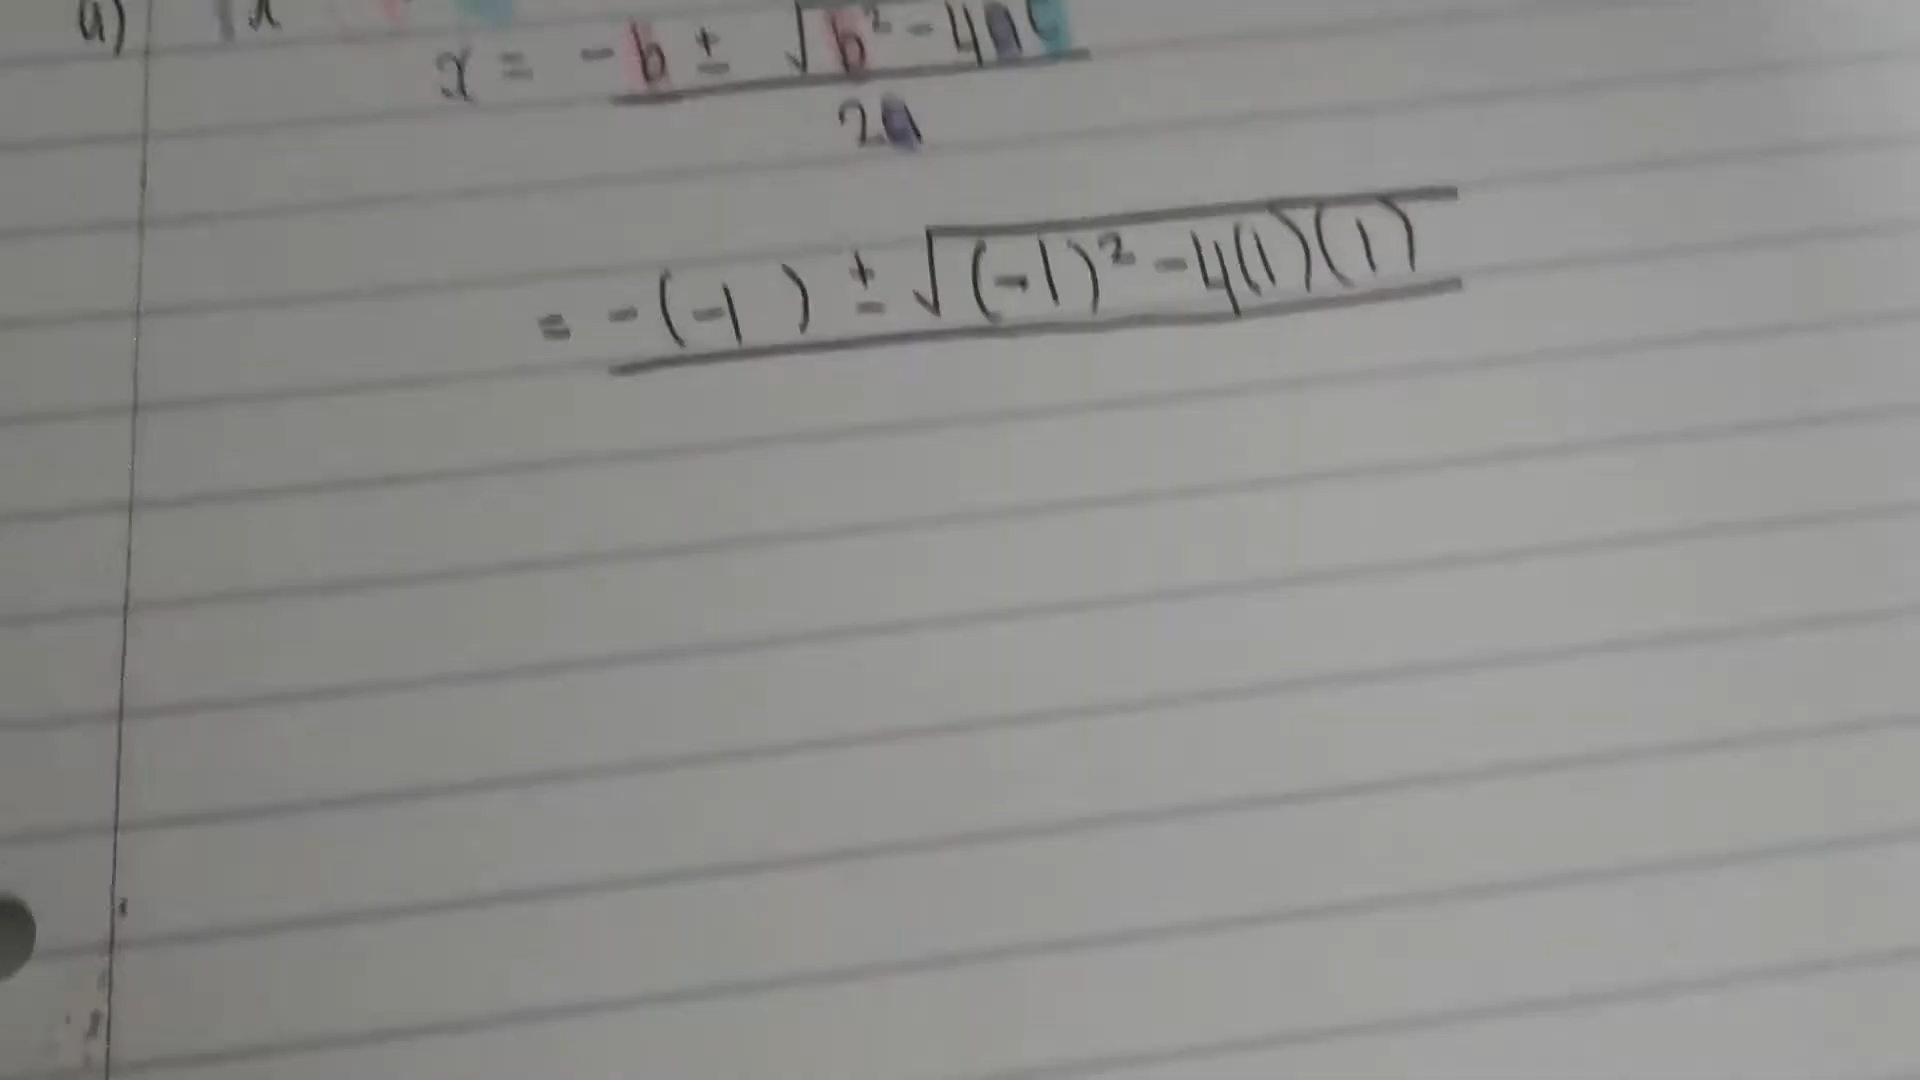 a)
x = -b ± √b² - 4ac
2a
= -(-1) ± √(-1)² - 4(1)(1)